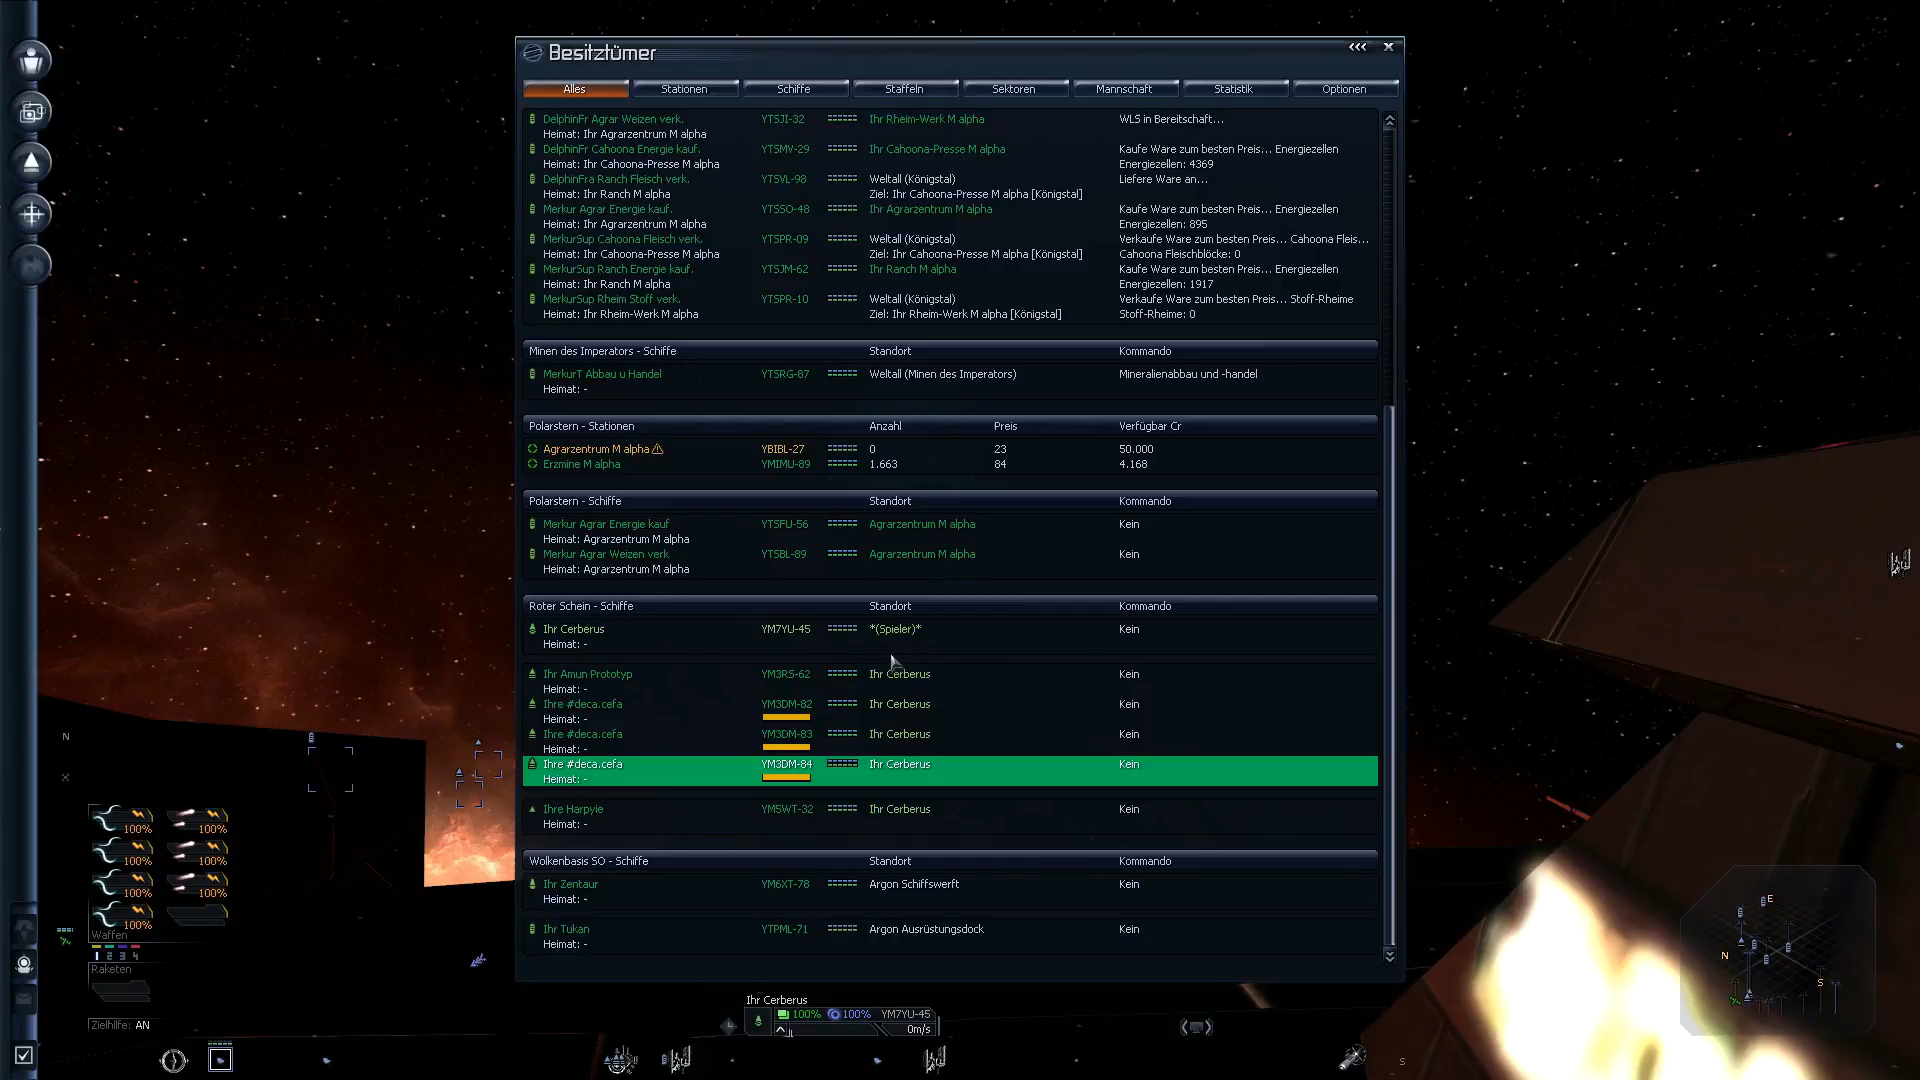 Besitztümer
Alles Stationen Schiffe Staffeln Sektoren Mannschaft Statistik Optionen
DelphinFr Agrar Weizen verk. YTSJI-32 Ihr Rheim-Werk M alpha WLS in Bereitschaft...
Heimat: Ihr Agrarzentrum M alpha
DelphinFr Cahoona Energie kauf. YTSMV-29 Ihr Cahoona-Presse M alpha Kaufe Ware zum besten Preis... Energiezellen
Heimat: Ihr Cahoona-Presse M alpha Energiezellen: 4369
DelphinFra Ranch Fleisch verk. YTSVL-98 Weltall (Königstal) Liefere Ware an...
Heimat: Ihr Ranch M alpha Ziel: Ihr Cahoona-Presse M alpha [Königstal]
Merkur Agrar Energie kauf. YTSSO-48 Ihr Agrarzentrum M alpha Kaufe Ware zum besten Preis... Energiezellen
Heimat: Ihr Agrarzentrum M alpha Energiezellen: 895
MerkurSup Cahoona Fleisch verk. YTSPR-09 Weltall (Königstal) Verkaufe Ware zum besten Preis... Cahoona Fleis...
Heimat: Ihr Cahoona-Presse M alpha Ziel: Ihr Cahoona-Presse M alpha [Königstal] Cahoona Fleischblöcke: 0
MerkurSup Ranch Energie kauf. YTSJM-62 Ihr Ranch M alpha Kaufe Ware zum besten Preis... Energiezellen
Heimat: Ihr Ranch M alpha Energiezellen: 1917
MerkurSup Rheim Stoff verk. YTSPR-10 Weltall (Königstal) Verkaufe Ware zum besten Preis... Stoff-Rheime
Heimat: Ihr Rheim-Werk M alpha Ziel: Ihr Rheim-Werk M alpha [Königstal] Stoff-Rheime: 0
Minen des Imperators - Schiffe Standort Kommando
MerkurT Abbau u Handel YTSRG-87 Weltall (Minen des Imperators) Mineralienabbau und -handel
Heimat: -
Polarstern - Stationen Anzahl Preis Verfügbar Cr
Agrarzentrum M alpha YBIBL-27 0 23 50.000
Erzmine M alpha YMIMU-89 1.663 84 4.168
Polarstern - Schiffe Standort Kommando
Merkur Agrar Energie kauf YTSFU-56 Agrarzentrum M alpha Kein
Heimat: Agrarzentrum M alpha
Merkur Agrar Weizen verk YTSBL-89 Agrarzentrum M alpha Kein
Heimat: Agrarzentrum M alpha
Roter Schein - Schiffe Standort Kommando
Ihr Cerberus YM7YU-45 *(Spieler)* Kein
Heimat: -
Ihr Amun Prototyp YM3RS-62 Ihr Cerberus Kein
Heimat: -
Ihre #deca.cefa YM3DM-82 Ihr Cerberus Kein
Heimat: -
Ihre #deca.cefa YM3DM-83 Ihr Cerberus Kein
Heimat: -
Ihre #deca.cefa YM3DM-84 Ihr Cerberus Kein
Heimat: -
Ihre Harpyie YM5WT-32 Ihr Cerberus Kein
Heimat: -
Wolkenbasis SO - Schiffe Standort Kommando
Ihr Zentaur YM6XT-78 Argon Schiffswerft Kein
Heimat: -
Ihr Tukan YTPML-71 Argon Ausrüstungsdock Kein
Heimat: -
N
100% 100%
100% 100%
100% 100%
100%
Waffen
1 2 3 4
Raketen
Zielhilfe: AN
Ihr Cerberus
100% 100% YM7YU-45
0m/s
E
N
S
S